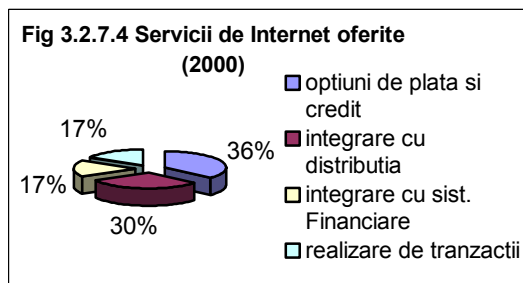 Fig 3.2.7.4 Servicii de Internet oferite
(2000)
optiuni de plata si
credit
integrare cu
distributia
integrare cu sist.
Financiare
realizare de tranzactii
17%
36%
17%
30%